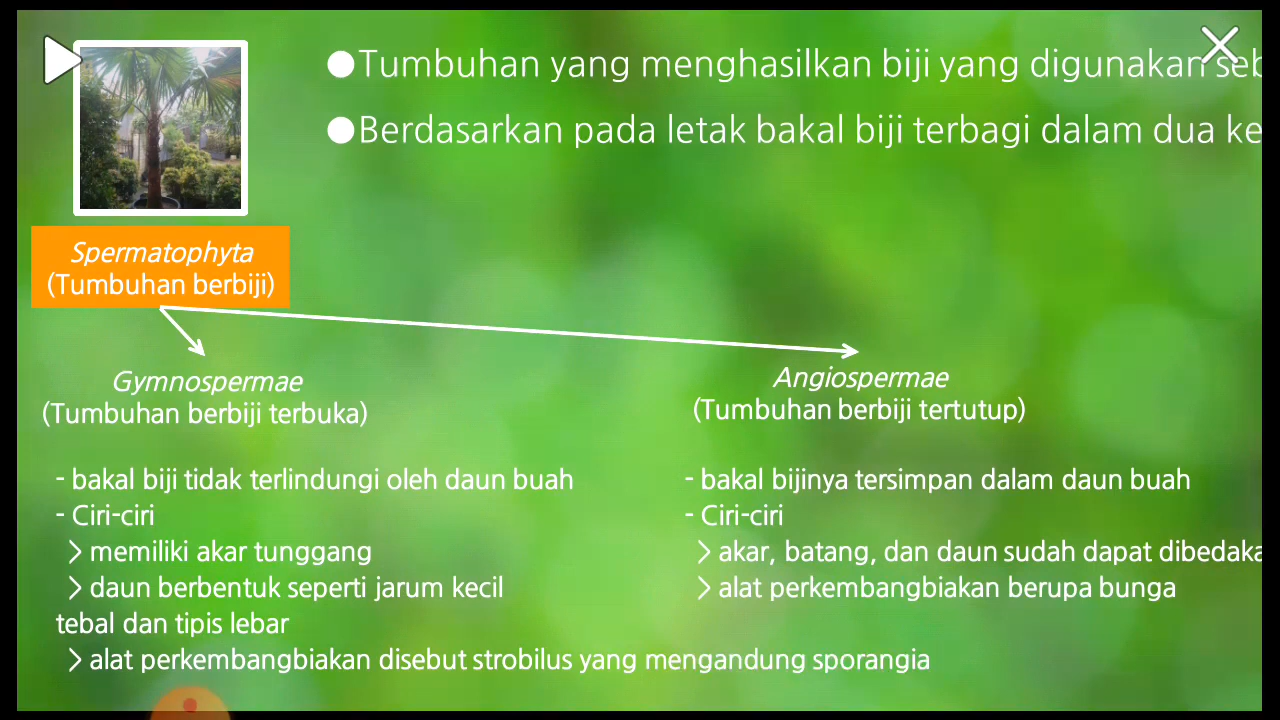 ●Tumbuhan yang menghasilkan biji yang digunakan
●Berdasarkan pada letak bakal biji terbagi dalam dua
Spermatophyta
(Tumbuhan berbiji)
Gymnospermae
(Tumbuhan berbiji terbuka)
- bakal biji tidak terlindungi oleh daun buah
- Ciri-ciri
> memiliki akar tunggang
> daun berbentuk seperti jarum kecil
tebal dan tipis lebar
> alat perkembangbiakan disebut strobilus yang mengandung sporangia
Angiospermae
(Tumbuhan berbiji tertutup)
- bakal bijinya tersimpan dalam daun buah
- Ciri-ciri
> akar, batang, dan daun sudah dapat
> alat perkembangbiakan berupa bunga